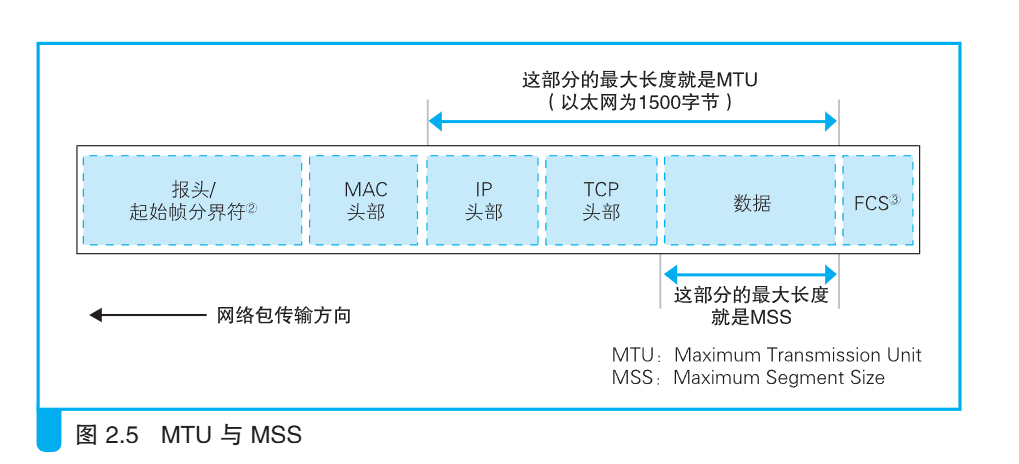 这部分的最大长度就是MTU
（以太网为1500字节）
报头/
起始帧分界符②
MAC
头部
IP
头部
TCP
头部
数据
FCS③
这部分的最大长度
就是MSS
网络包传输方向
MTU：Maximum Transmission Unit
MSS：Maximum Segment Size
图 2.5 MTU 与 MSS